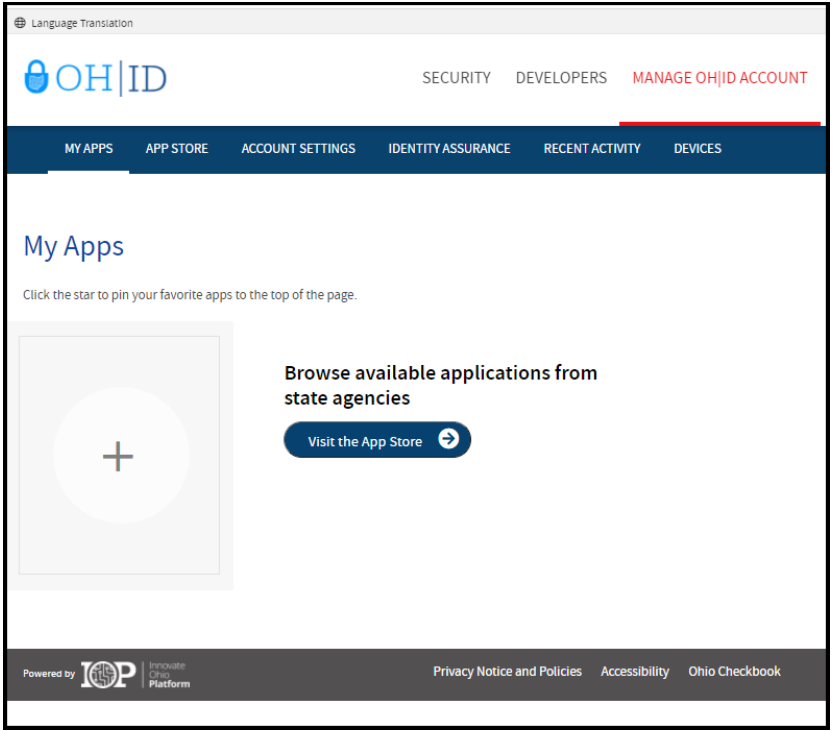 Language Translation
OH|ID
SECURITY DEVELOPERS MANAGE OH|ID ACCOUNT
MY APPS APP STORE ACCOUNT SETTINGS IDENTITY ASSURANCE RECENT ACTIVITY DEVICES
My Apps
Click the star to pin your favorite apps to the top of the page.
Browse available applications from
state agencies
Visit the App Store
Powered by IOP Innovate
Ohio
Platform
Privacy Notice and Policies Accessibility Ohio Checkbook